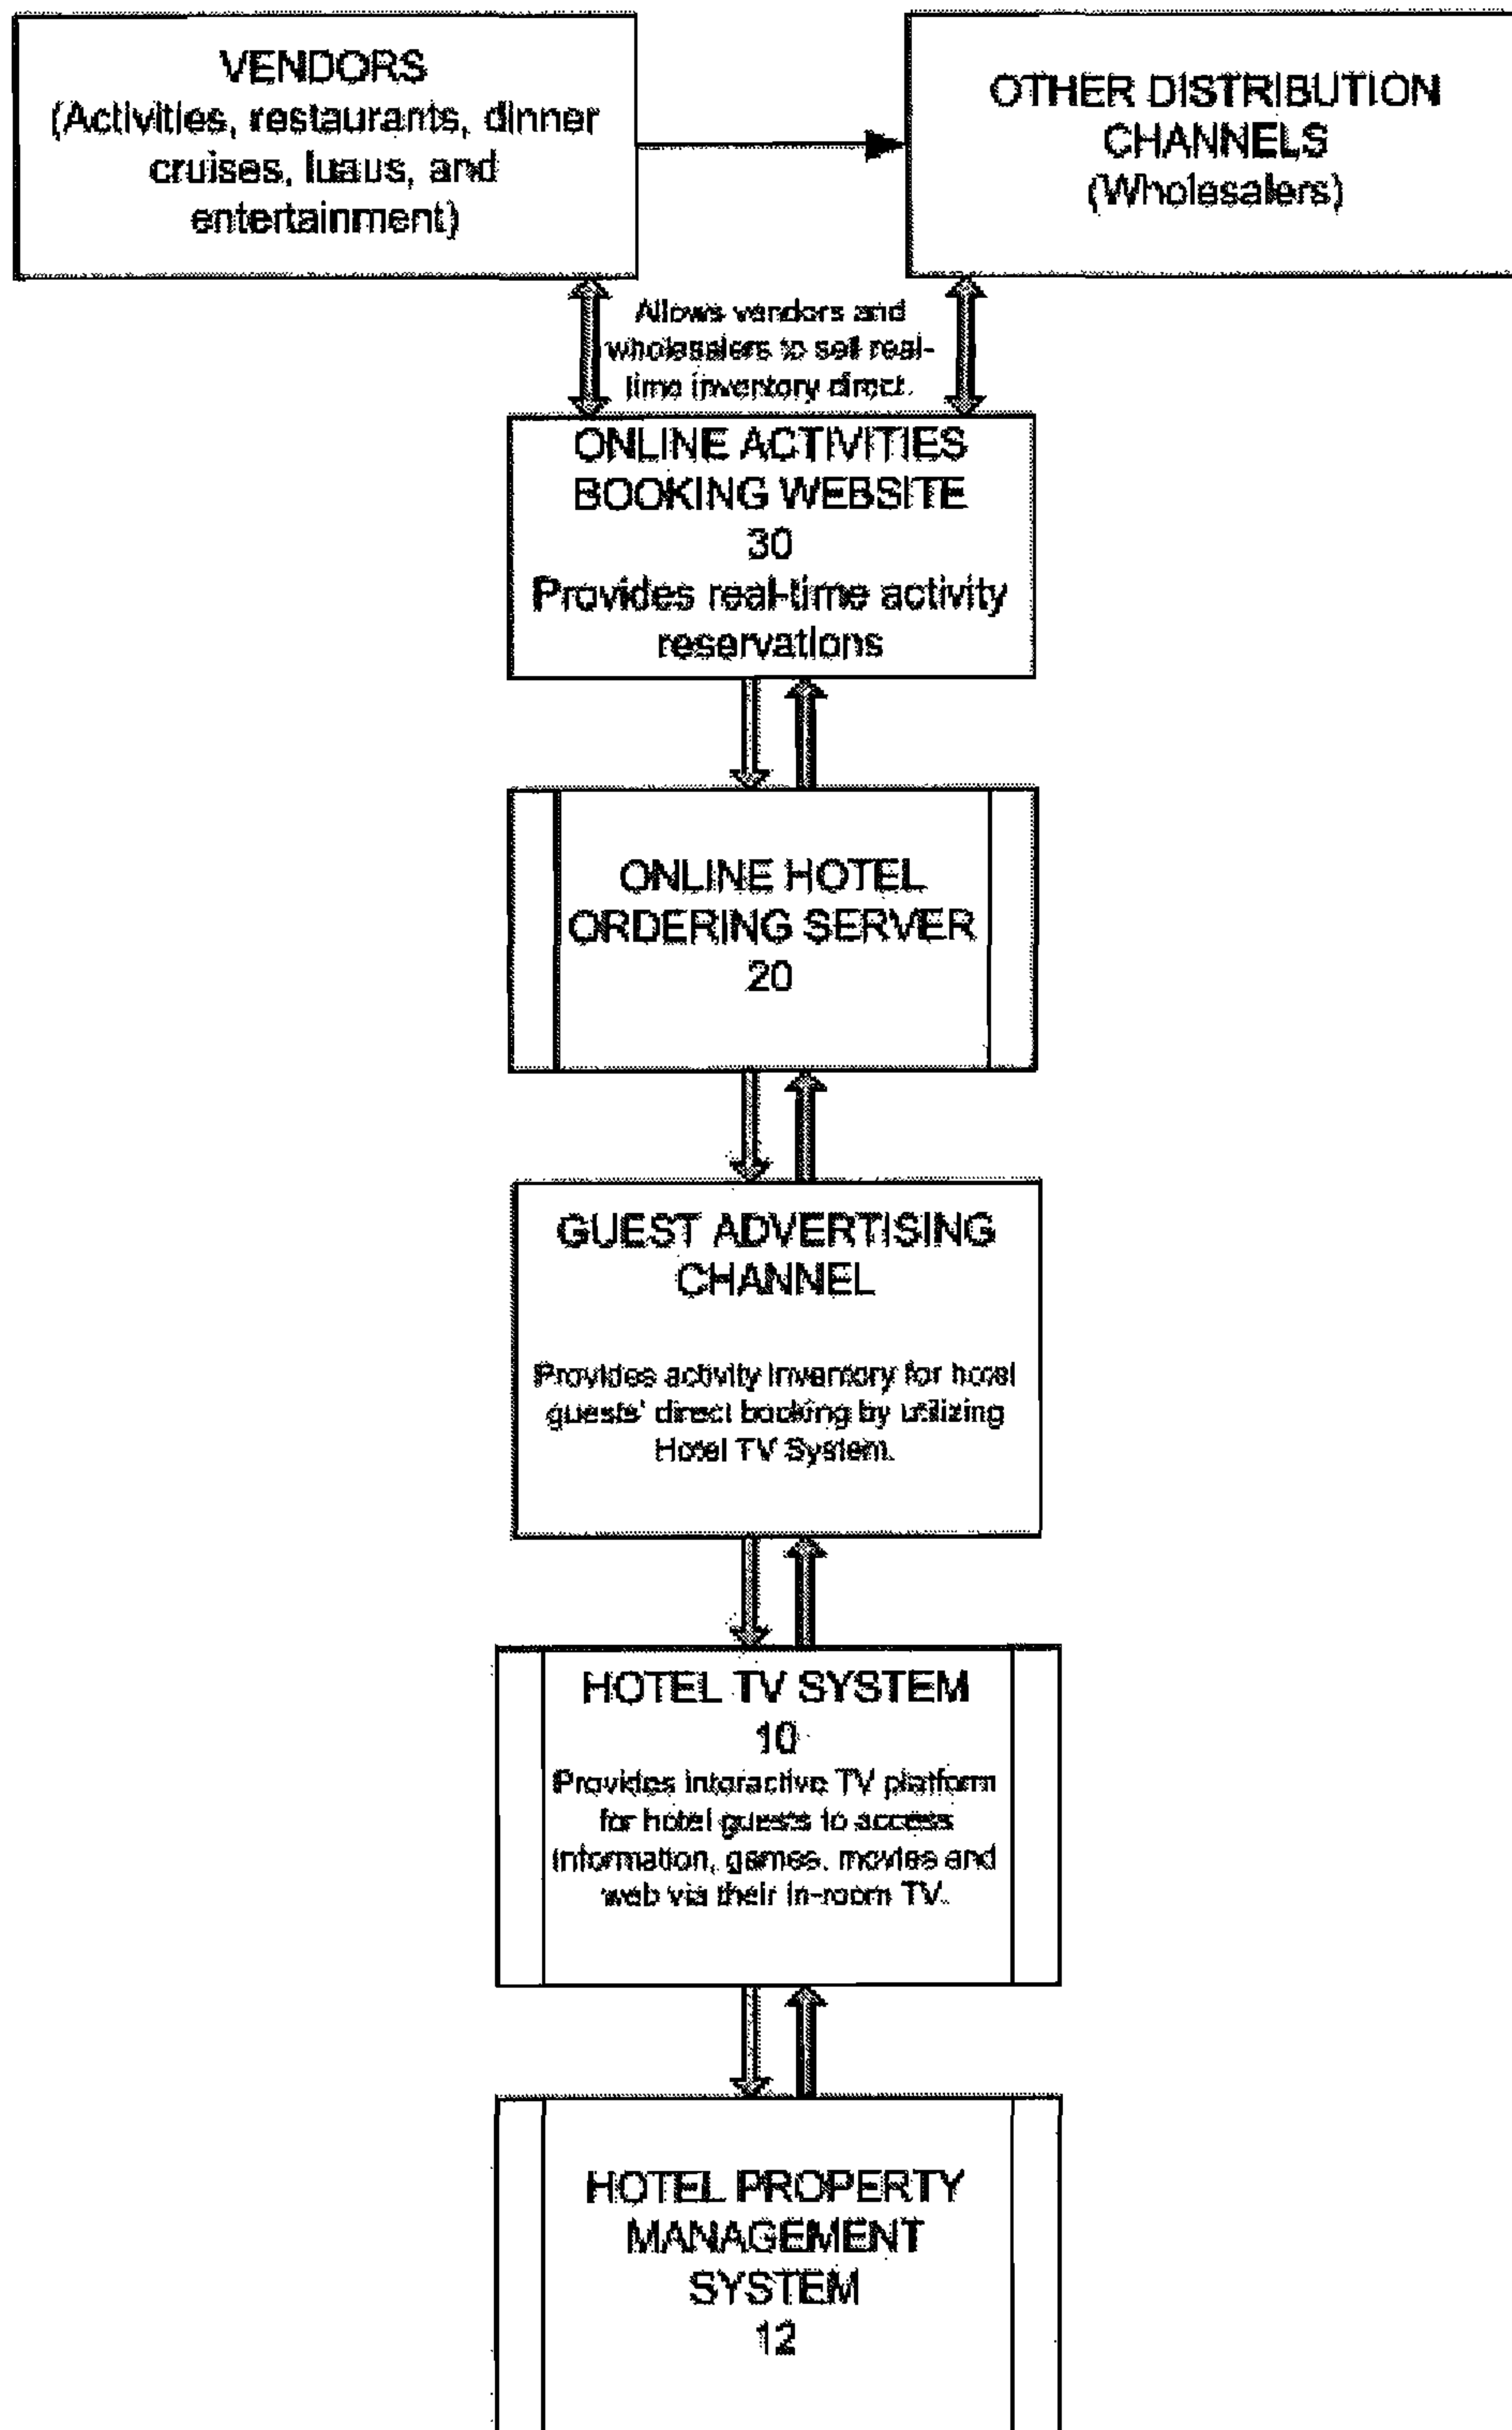 VENDORS
(Activities, restaurants, dinner
cruises, luaus, and
entertainment)
OTHER DISTRIBUTION
CHANNELS
(Wholesalers)
Allows vendors and
wholesalers to sell real-
time inventory direct.
ONLINE ACTIVITIES
BOOKING WEBSITE
30
Provides real-time activity
reservations
ONLINE HOTEL
ORDERING SERVER
20
GUEST ADVERTISING
CHANNEL
Provides activity inventory for hotel
guests' direct booking by utilizing
Hotel TV System.
HOTEL TV SYSTEM
10
Provides interactive TV platform
for hotel guests to access
information, games, movies and
web via their in-room TV.
HOTEL PROPERTY
MANAGEMENT
SYSTEM
12